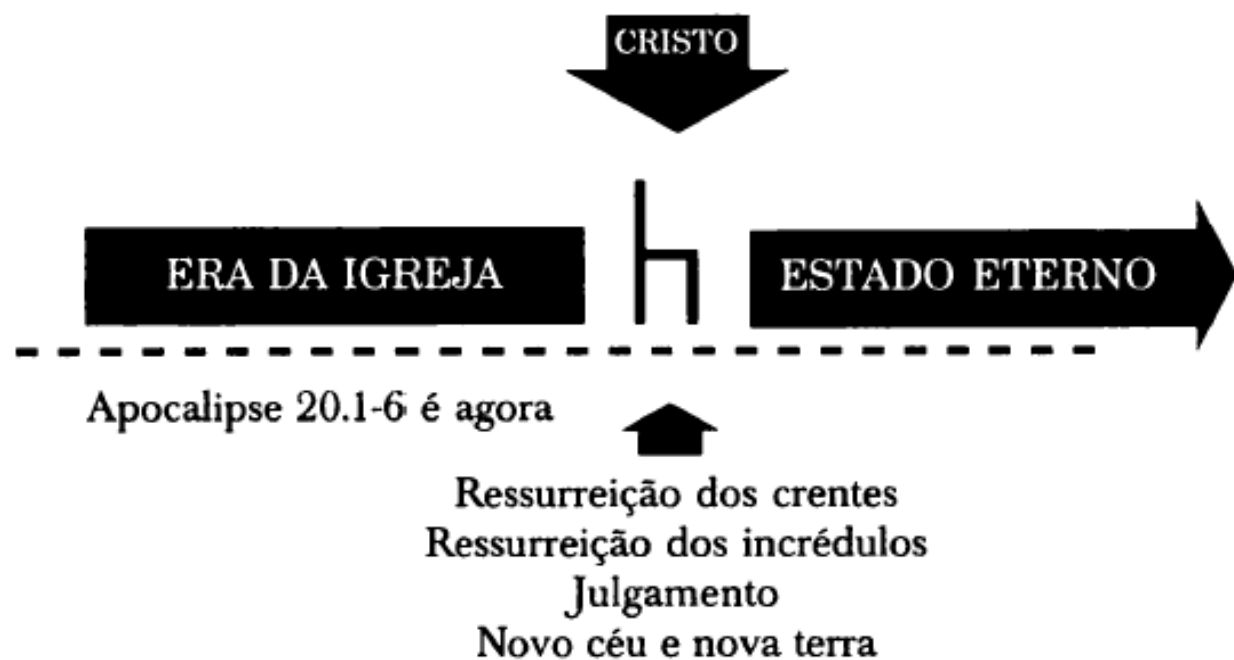 CRISTO
ERA DA IGREJA
ESTADO ETERNO
Apocalipse 20.1-6 é agora
Ressurreição dos crentes
Ressurreição dos incrédulos
Julgamento
Novo céu e nova terra